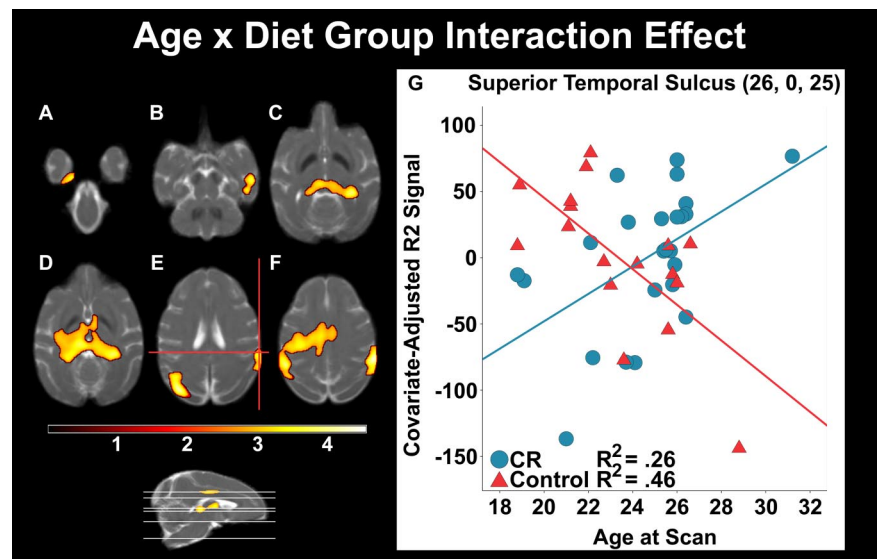 Age x Diet Group Interaction Effect
A
B
C
D
E
F
1 2 3 4
G Superior Temporal Sulcus (26, 0, 25)
Covariate-Adjusted R2 Signal
100
50
0
-50
-100
-150
CR R² = .26
Control R² = .46
18 20 22 24 26 28 30 32
Age at Scan